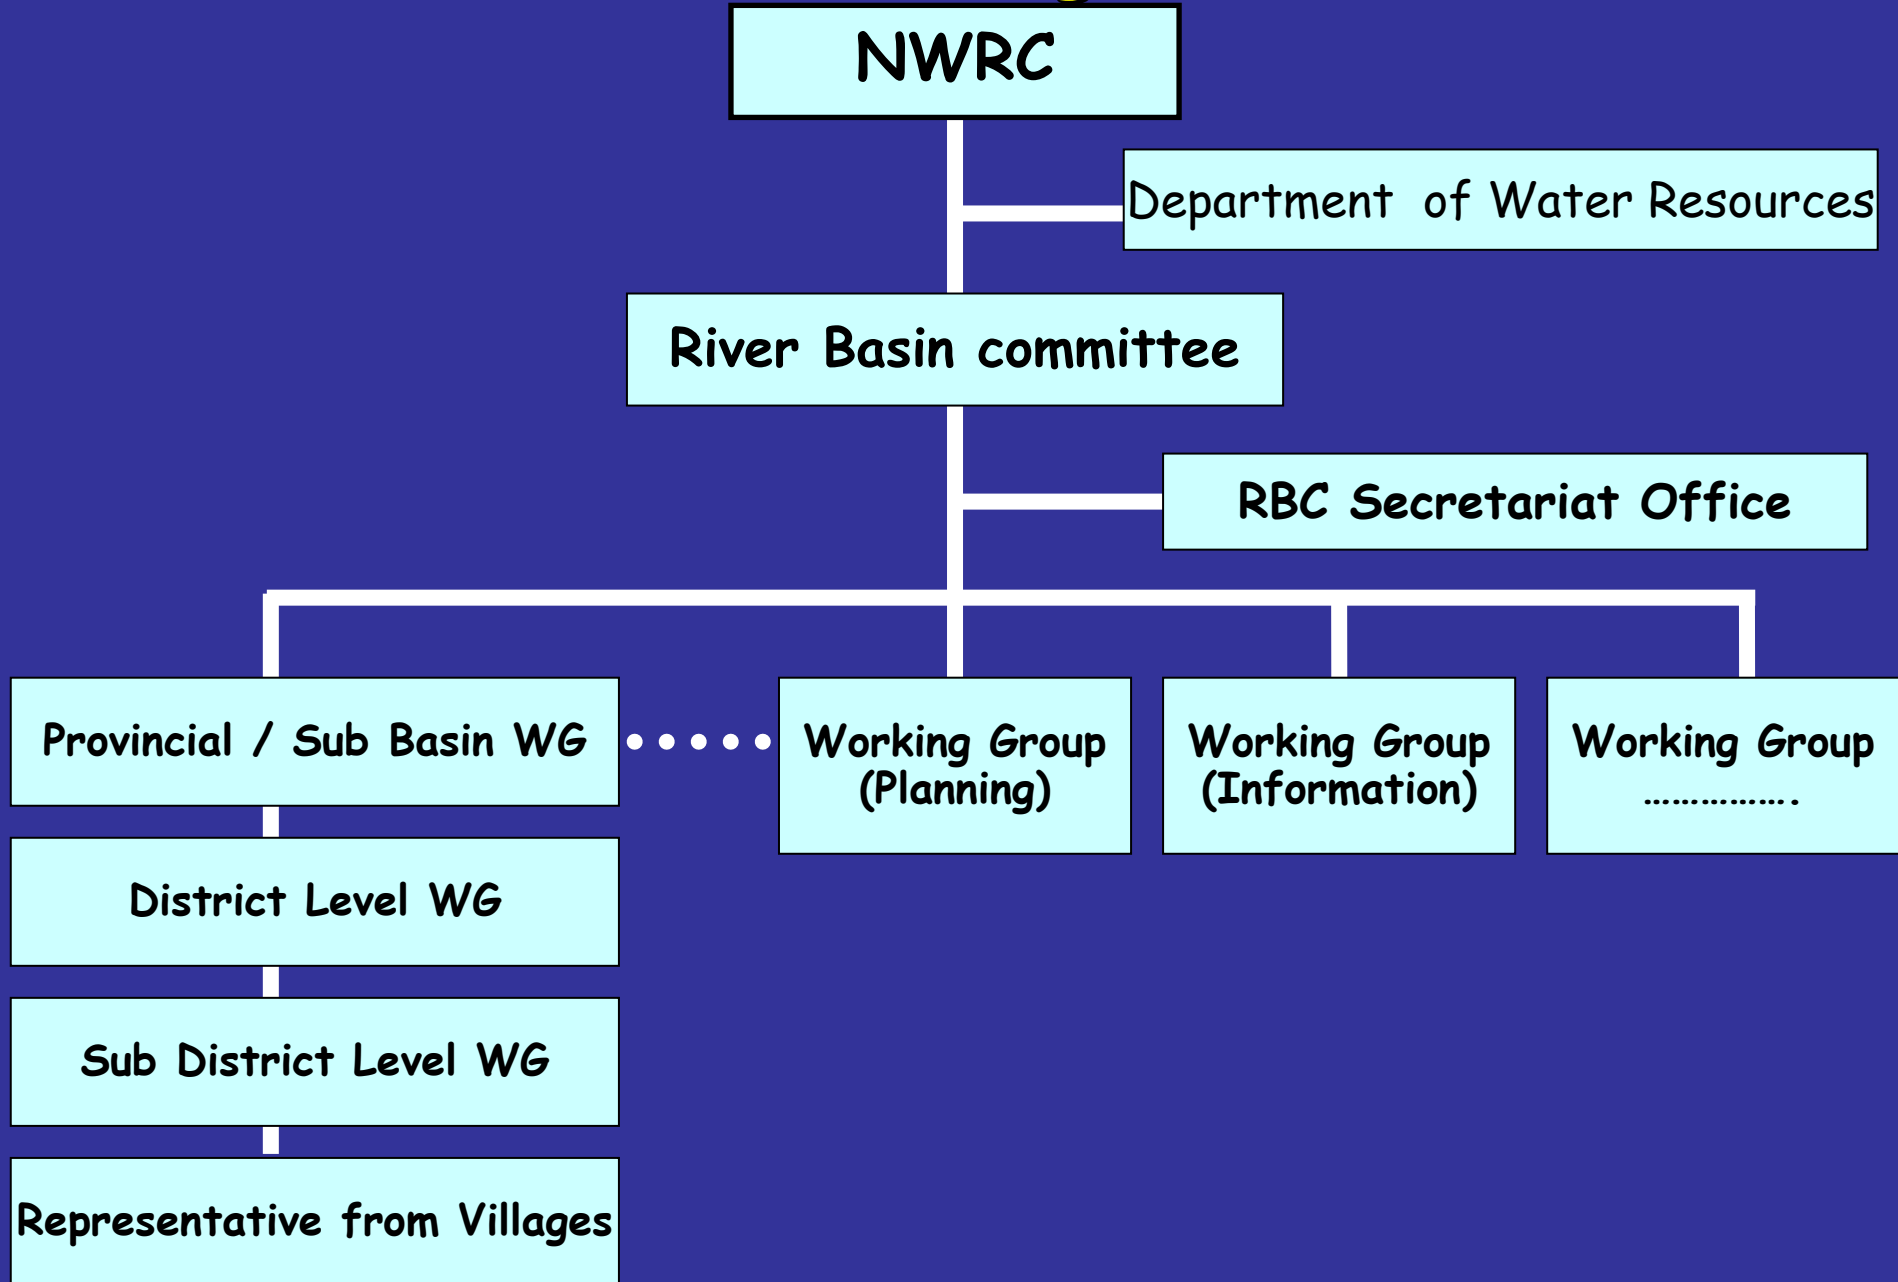 NWRC
Department of Water Resources
River Basin committee
RBC Secretariat Office
Provincial / Sub Basin WG
Working Group
(Planning)
Working Group
(Information)
Working Group
…………….
District Level WG
Sub District Level WG
Representative from Villages